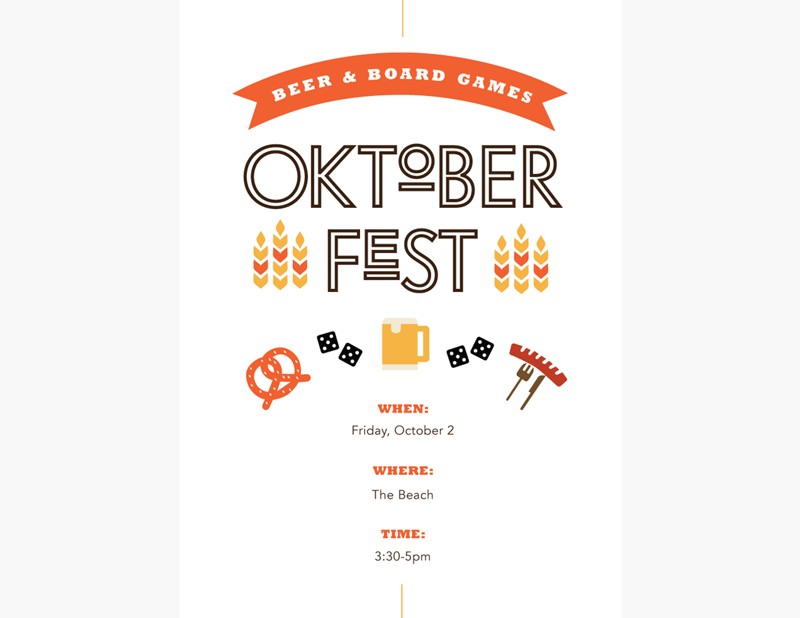 BEER & BOARD GAMES
OKTOBER
FEST
WHEN:
Friday, October 2
WHERE:
The Beach
TIME:
3:30-5pm